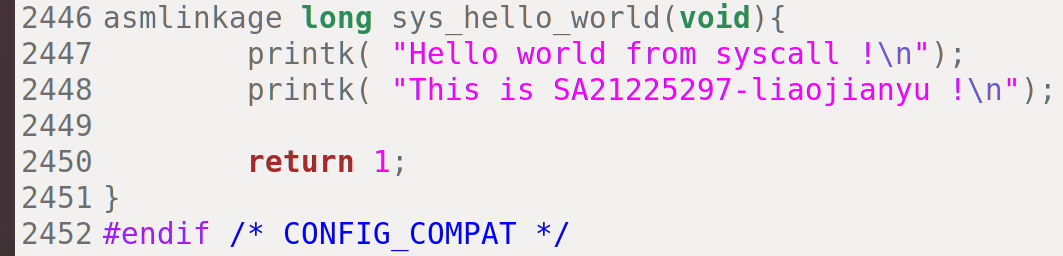 2446 asmlinkage long sys_hello_world(void){
2447         printk( "Hello world from syscall !\n");
2448         printk( "This is SA21225297-liaojianyu !\n");
2449
2450         return 1;
2451 }
2452 #endif /* CONFIG_COMPAT */